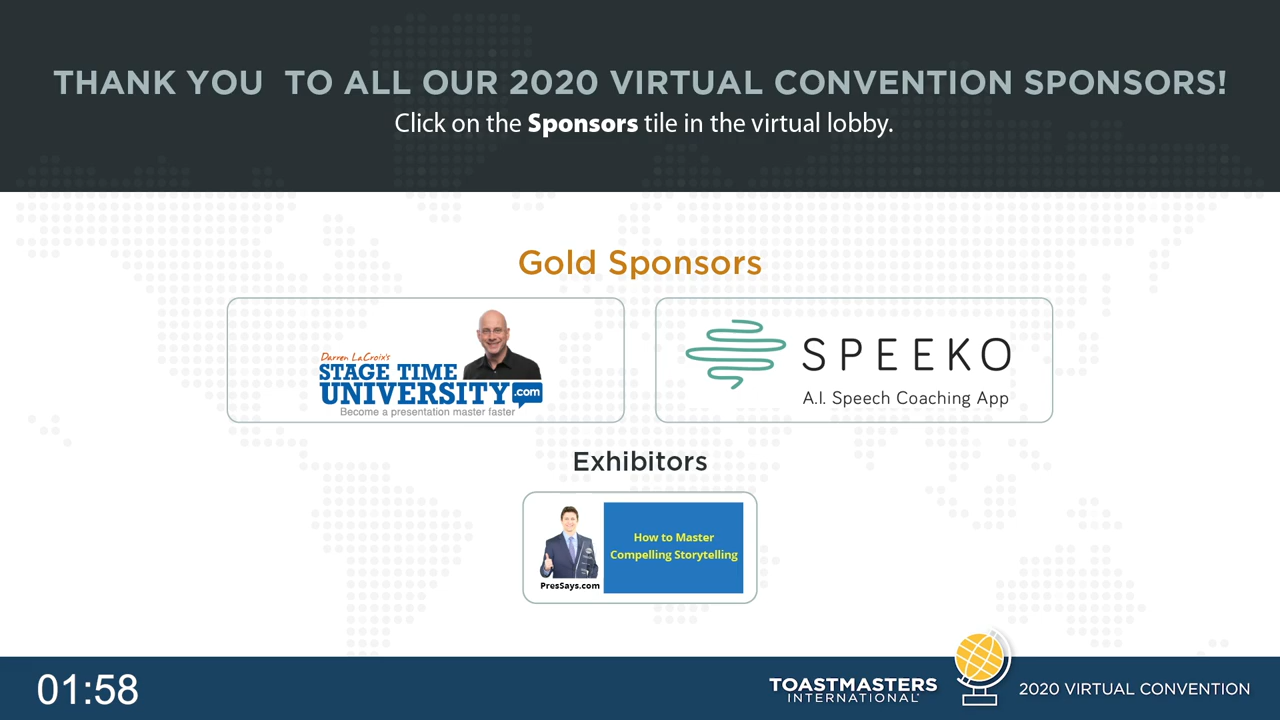 THANK YOU  TO ALL OUR 2020 VIRTUAL CONVENTION SPONSORS!
Click on the Sponsors tile in the virtual lobby.
Gold Sponsors
Darren LaCroix's
STAGE TIME
UNIVERSITY.com
Become a presentation master faster
SPEEKO
A.I. Speech Coaching App
Exhibitors
How to Master
Compelling Storytelling
PresSays.com
01:58
TOASTMASTERS
INTERNATIONAL
2020 VIRTUAL CONVENTION